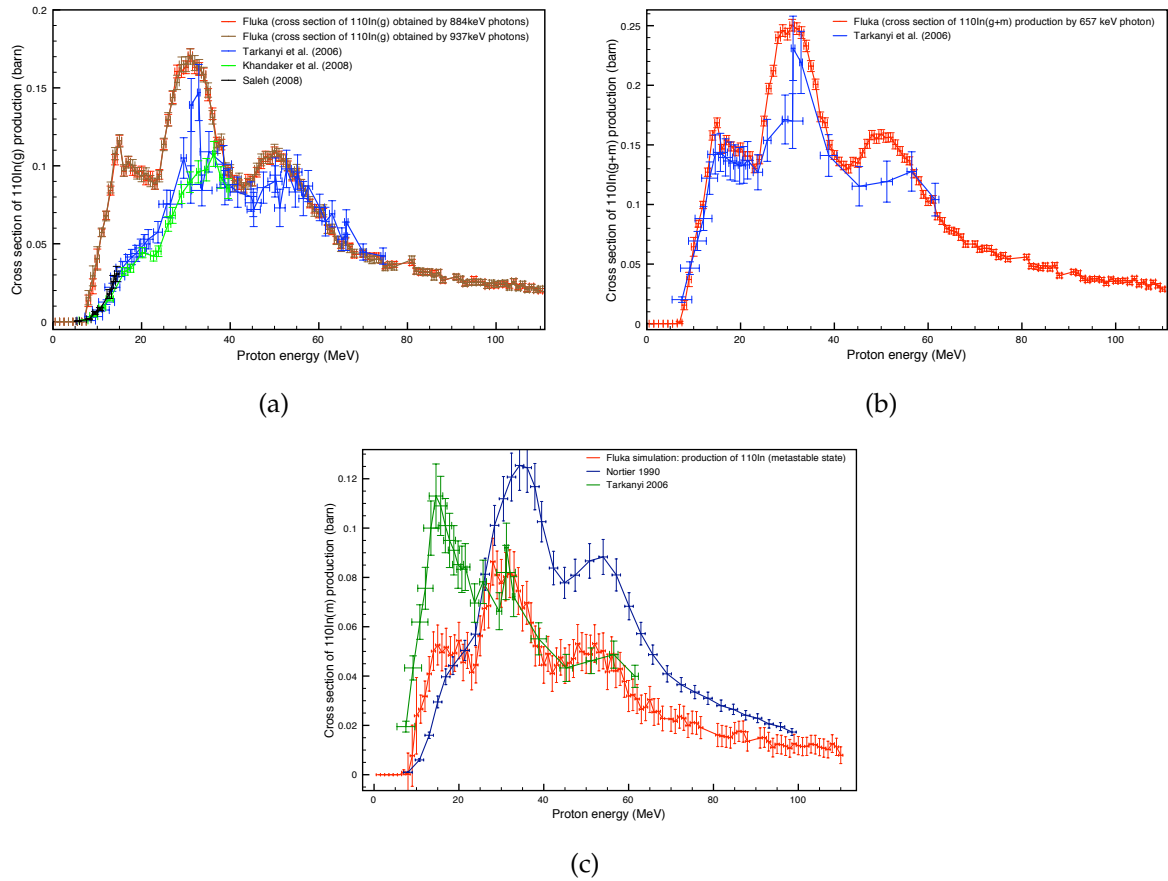 Fluka (cross section of 110In(g) obtained by 884keV photons)
Fluka (cross section of 110In(g) obtained by 937keV photons)
Tarkanyi et al. (2006)
Khandaker et al. (2008)
Saleh (2008)
Cross section of 110In(g) production (barn)
0.2
0.15
0.1
0.05
0
0
20
40
60
80
100
Proton energy (MeV)
(a)
Fluka (cross section of 110In(g+m) production by 657 keV photon)
Tarkanyi et al. (2006)
Cross section of 110In(g+m) production (barn)
0.25
0.2
0.15
0.1
0.05
0
0
20
40
60
80
100
Proton energy (MeV)
(b)
Fluka simulation: production of 110In (metastable state)
Nortier 1990
Tarkanyi 2006
Cross section of 110In(m) production (barn)
0.12
0.1
0.08
0.06
0.04
0.02
0
0
20
40
60
80
100
Proton energy (MeV)
(c)